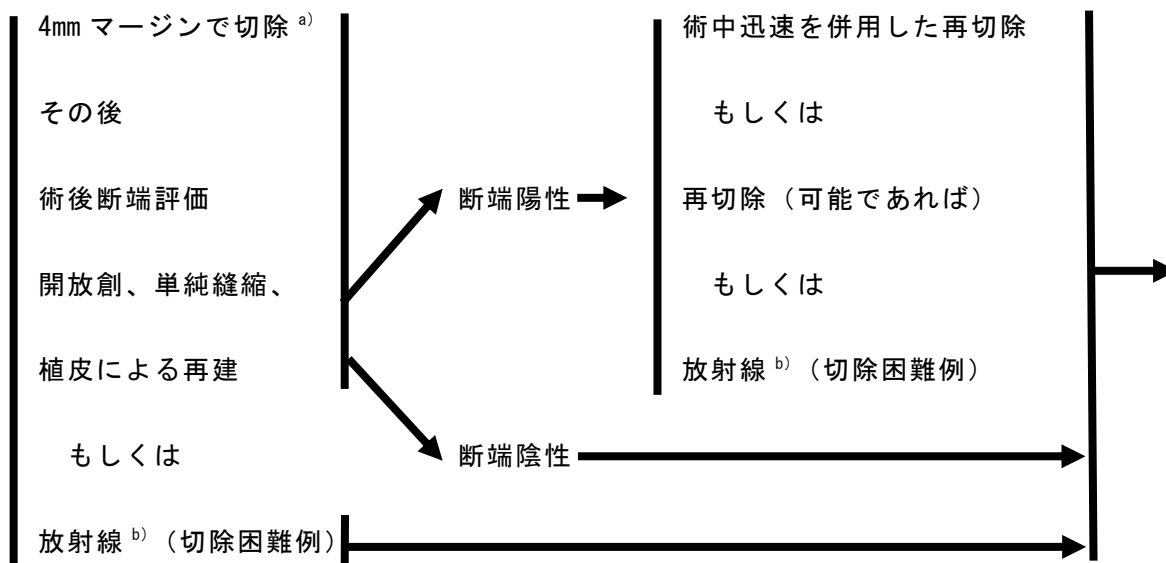 4mm マージンで切除 a)
その後
術後断端評価
開放創、単純縫縮、
植皮による再建
もしくは
放射線 b)（切除困難例）
断端陽性
断端陰性
術中迅速を併用した再切除
もしくは
再切除（可能であれば）
もしくは
放射線 b)（切除困難例）